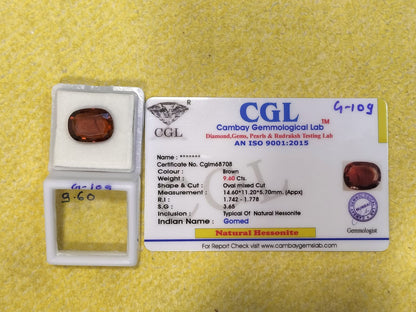 CGL
R
CGL
TM
G-109
Cambay Gemmological Lab
Diamond,Gems, Pearls & Rudraksh Testing Lab
AN ISO 9001:2015
Name : *******
Certificate No. : Cglm68708
Colour : Brown
Weight : 9.60 Cts.
Shape & Cut : Oval mixed Cut
Measurement : 14.60*11.20*5.70mm. (Appx)
R.I : 1.742 - 1.778
S.G : 3.65
Inclusion : Typical Of Natural Hessonite
Indian Name : Gomed
Gemmologist
Natural Hessonite
For verification Visit us : www.cambaygemslab.com
G-109
9.60